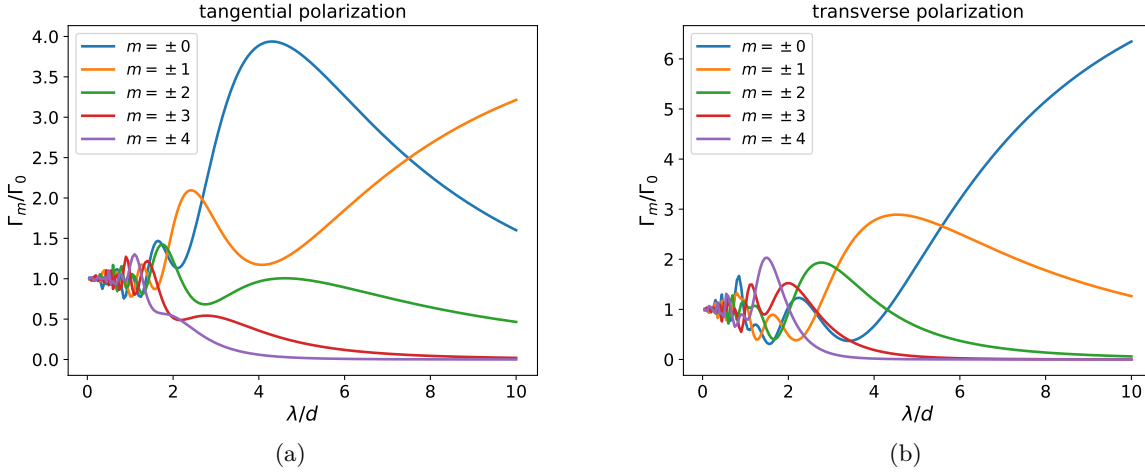 tangential polarization
4.0
3.5
3.0
2.5
2.0
1.5
1.0
0.5
0.0
Γm/Γ0
m = ±0
m = ±1
m = ±2
m = ±3
m = ±4
0 2 4 6 8 10
λ/d
(a)
transverse polarization
6
5
4
3
2
1
0
Γm/Γ0
m = ±0
m = ±1
m = ±2
m = ±3
m = ±4
0 2 4 6 8 10
λ/d
(b)